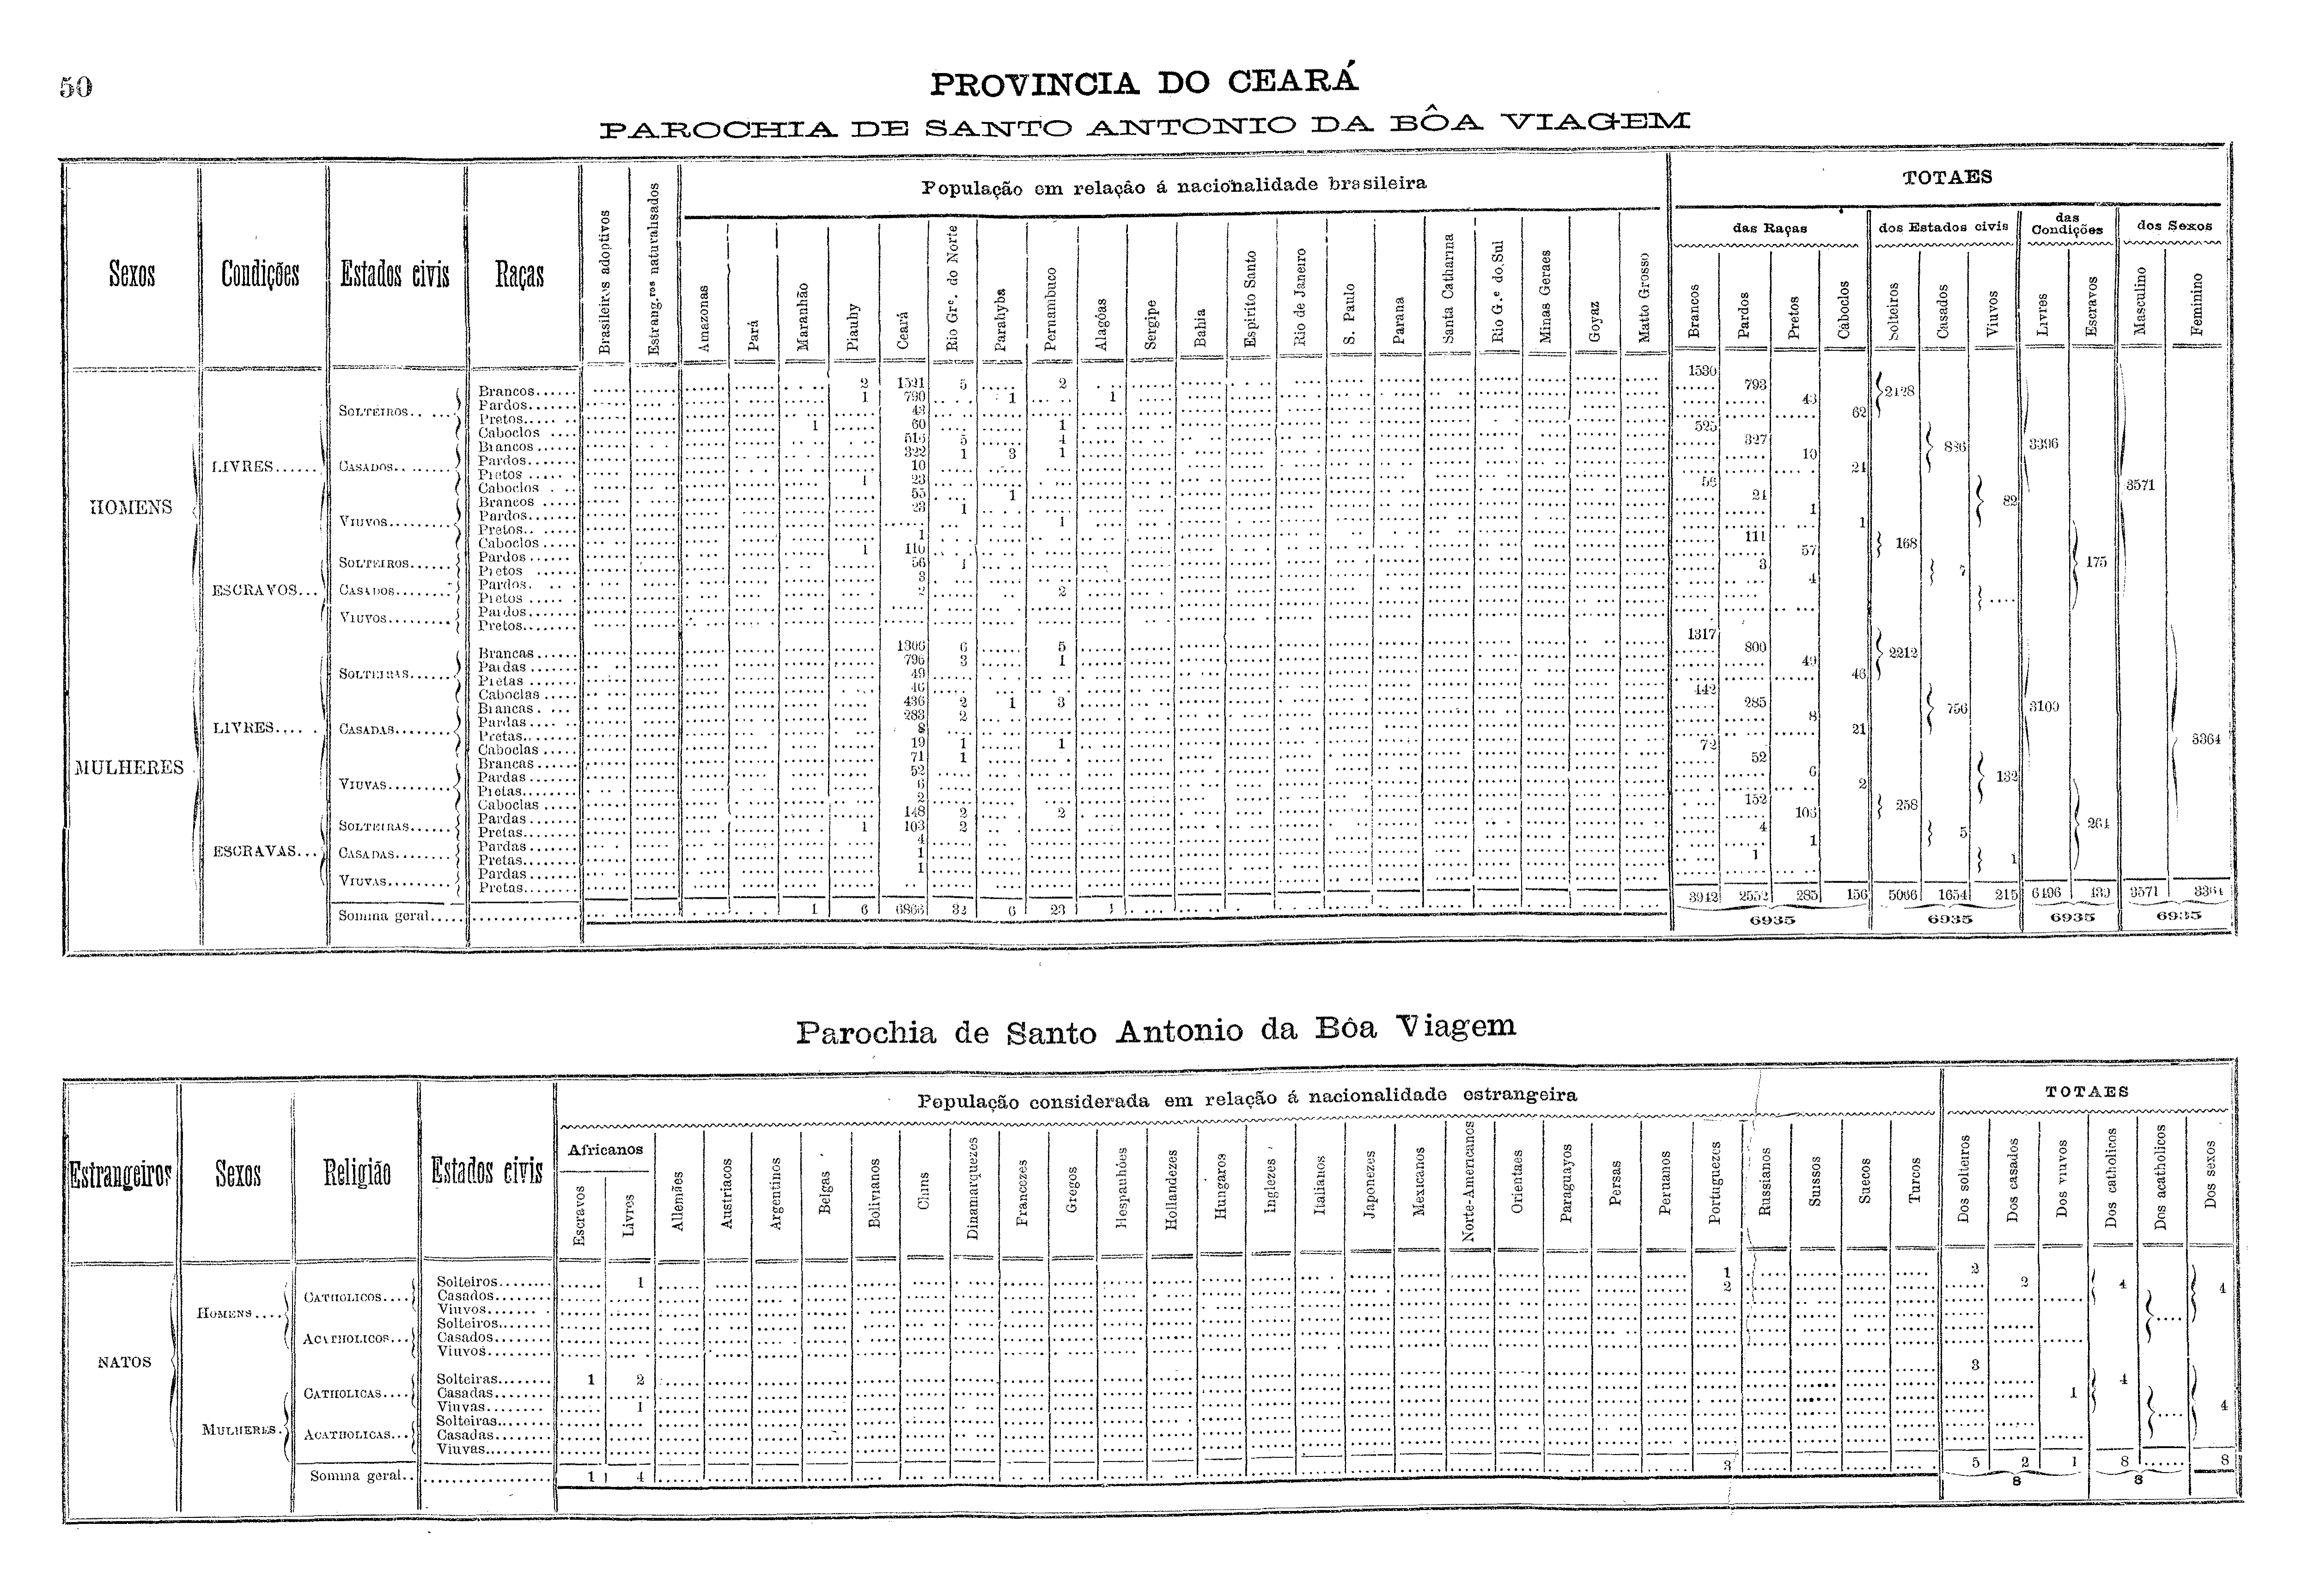 50
PROVINCIA DO CEARÁ
PAROCHIA DE SANTO ANTONIO DA BÔA VIAGEM
Sexos Condições Estados civis Raças Brasileiros adoptivos Estrang.ros naturalisados População em relação á nacionalidade brasileira TOTAES
Amazonas Pará Maranhão Piauhy Ceará Rio Gre. do Norte Parahyba Pernambuco Alagôas Sergipe Bahia Espirito Santo Rio de Janeiro S. Paulo Parana Santa Catharina Rio G.e do Sul Minas Geraes Goyaz Matto Grosso
das Raças dos Estados civis das Condições dos Sexos
Brancos Pardos Pretos Caboclos Solteiros Casados Viuvos Livres Escravos Masculino Feminino
HOMENS 3571
LIVRES...... 3396
SOLTEIROS...... 2428
Brancos...... 2 1521 5 2 1530
Pardos...... 1 790 1 1 793
Pretos...... 43 43
Caboclos .... 1 60 1 62
CASADOS........ 886
Brancos ..... 516 5 4 525
Pardos...... 322 1 3 1 327
Pretos ..... 10 10
Caboclos . .. 1 23 24
VIUVOS........ 82
Brancos ..... 55 1 56
Pardos...... 23 1 24
Pretos.. ..... 1 1
Caboclos ..... 1 1
ESCRAVOS... 175
SOLTEIROS..... 168
Pardos ...... 1 110 111
Pretos ...... 56 1 57
CASADOS....... 7
Pardos. . .. 3 3
Pretos ..... 2 2 4
VIUVOS......... ....
Pardos.......
Pretos.......
MULHERES 3364
LIVRES..... 3100
SOLTEIRAS...... 2212
Brancas...... 1306 6 5 1317
Pardas ...... 796 3 1 800
Pretas ....... 49 49
Caboclas ..... 46 46
CASADAS........ 756
Brancas. .... 436 2 1 3 442
Pardas...... 283 2 285
Pretas....... 8 8
Caboclas ..... 19 1 1 21
VIUVAS......... 132
Brancas...... 71 1 72
Pardas ...... 52 52
Pretas....... 6 6
Caboclas ..... 2 2
ESCRAVAS... 264
SOLTEIRAS..... 258
Pardas...... 148 2 2 152
Pretas....... 1 103 2 106
CASADAS....... 5
Pardas....... 4 4
Pretas....... 1 1
VIUVAS......... 1
Pardas....... 1 1
Pretas.......
Somma geral..... 1 6 6866 32 6 23 1 3942 2552 285 156 5066 1654 215 6496 439 3571 3364
6935 6935 6935 6935
Parochia de Santo Antonio da Bôa Viagem
Estrangeiros Sexos Religião Estados civis População considerada em relação á nacionalidade estrangeira TOTAES
Africanos
Escravos Livres Allemães Austriacos Argentinos Belgas Bolivianos Chins Dinamarquezes Francezes Gregos Hespanhóes Hollandezes Hungaros Inglezes Italianos Japonezes Mexicanos Norte-Americanos Orientaes Paraguayos Persas Peruanos Portuguezes Russianos Suissos Suecos Turcos Dos solteiros Dos casados Dos viuvos Dos catholicos Dos acatholicos Dos sexos
NATOS
HOMENS.... 4
CATHOLICOS.... 4
Solteiros........ 1 1 2
Casados........ 2 2
Viuvos.......
ACATHOLICOS... ....
Solteiros........
Casados........
Viuvos.........
MULHERES. 4
CATHOLICAS.... 4
Solteiras........ 1 2 3
Casadas........
Viuvas........ 1 1
ACATHOLICAS... ....
Solteiras........
Casadas........
Viuvas.........
Somma geral.. 1 4 3 5 2 1 8 ...... 8
8 8